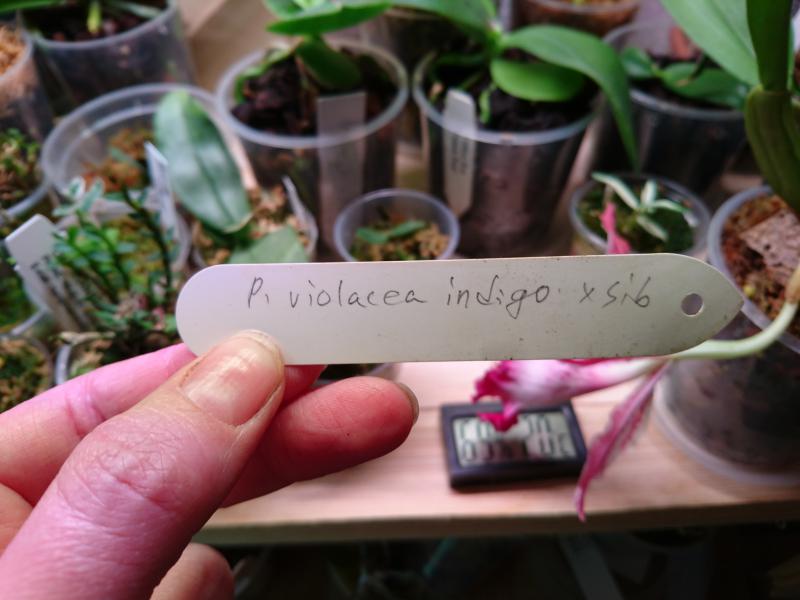 P. violacea indigo x sib